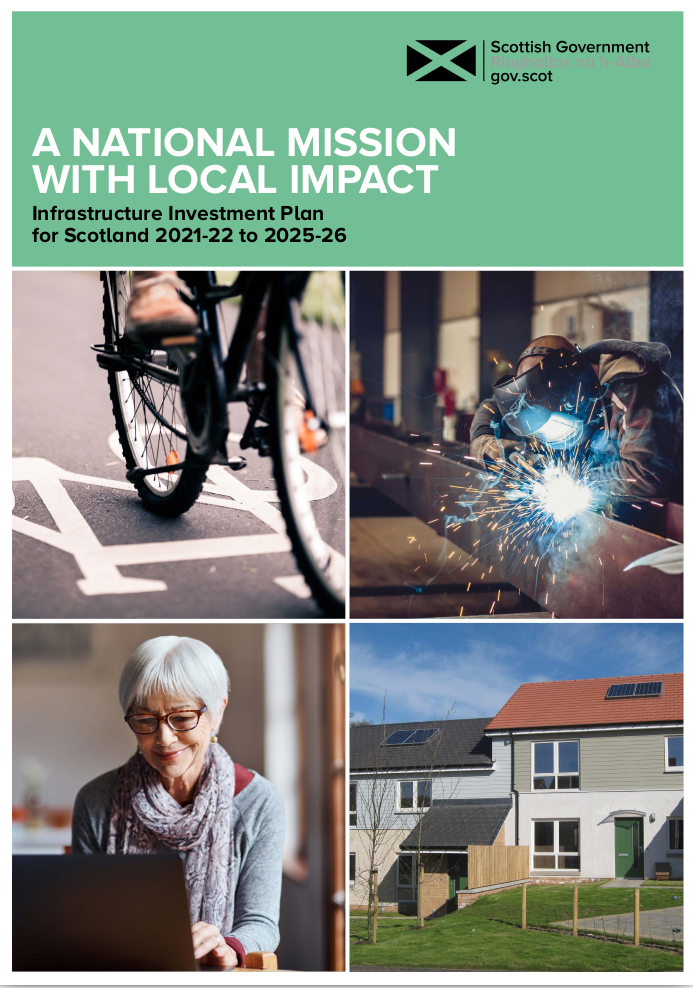 Scottish Government
Riaghaltas na h-Alba
gov.scot
A NATIONAL MISSION
WITH LOCAL IMPACT
Infrastructure Investment Plan
for Scotland 2021-22 to 2025-26